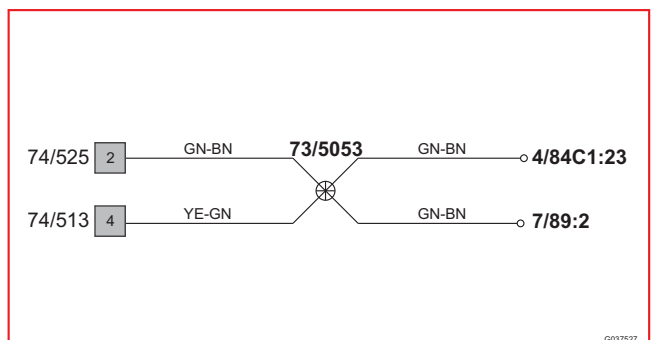 74/525 2 GN-BN 73/5053 GN-BN 4/84C1:23
74/513 4 YE-GN GN-BN 7/89:2
G037527